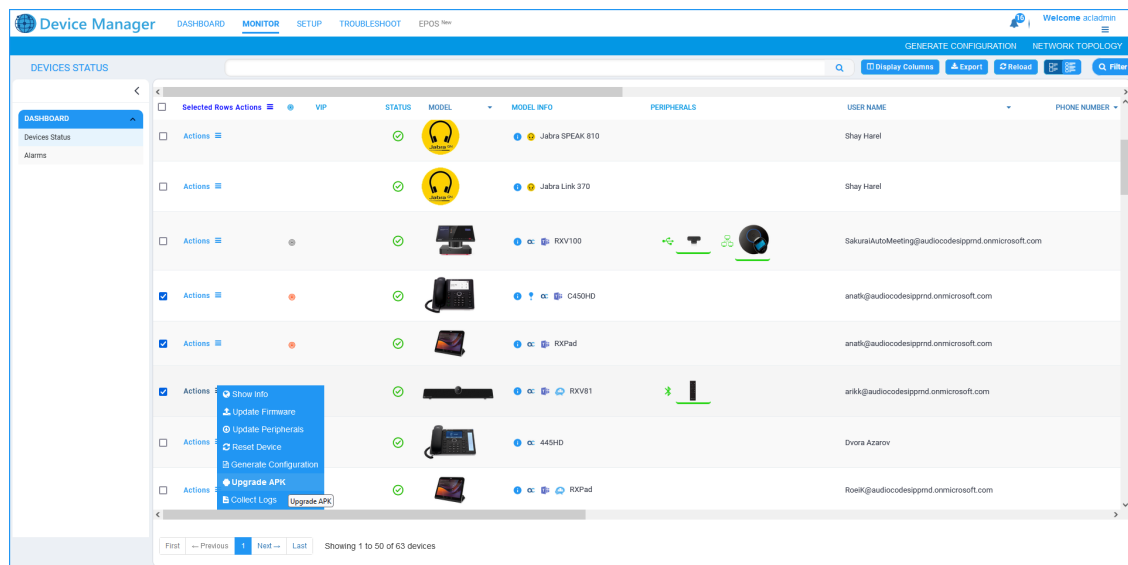 Device Manager DASHBOARD MONITOR SETUP TROUBLESHOOT EPOS New 16 Welcome acladmin
GENERATE CONFIGURATION NETWORK TOPOLOGY
DEVICES STATUS Display Columns Export Reload Filter
Selected Rows Actions VIP STATUS MODEL MODEL INFO PERIPHERALS USER NAME PHONE NUMBER
DASHBOARD
Devices Status
Alarms
Actions Jabra GN Jabra SPEAK 810 Shay Harel
Actions Jabra GN Jabra Link 370 Shay Harel
Actions RXV100 SakuraiAutoMeeting@audiocodesipprnd.onmicrosoft.com
Actions C450HD anatk@audiocodesipprnd.onmicrosoft.com
Actions RXPad anatk@audiocodesipprnd.onmicrosoft.com
Actions RXV81 arikk@audiocodesipprnd.onmicrosoft.com
Show Info
Update Firmware
Update Peripherals
Actions Reset Device 445HD Dvora Azarov
Generate Configuration
Upgrade APK
Actions RXPad RoeiK@audiocodesipprnd.onmicrosoft.com
Collect Logs Upgrade APK
First ← Previous 1 Next → Last Showing 1 to 50 of 63 devices